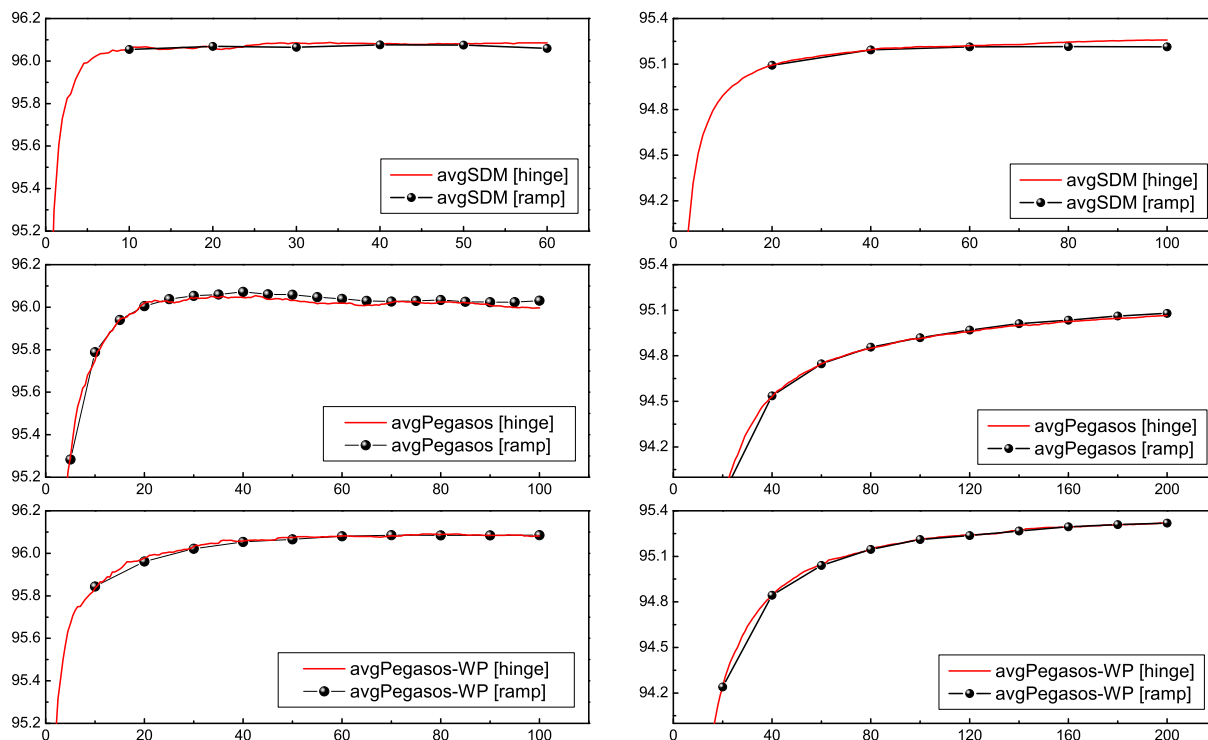 96.2
96.0
95.8
95.6
95.4
95.2
0 10 20 30 40 50 60
avgSDM [hinge]
avgSDM [ramp]
95.4
95.1
94.8
94.5
94.2
0 20 40 60 80 100
avgSDM [hinge]
avgSDM [ramp]
96.2
96.0
95.8
95.6
95.4
95.2
0 20 40 60 80 100
avgPegasos [hinge]
avgPegasos [ramp]
95.4
95.1
94.8
94.5
94.2
0 40 80 120 160 200
avgPegasos [hinge]
avgPegasos [ramp]
96.2
96.0
95.8
95.6
95.4
95.2
0 20 40 60 80 100
avgPegasos-WP [hinge]
avgPegasos-WP [ramp]
95.4
95.1
94.8
94.5
94.2
0 40 80 120 160 200
avgPegasos-WP [hinge]
avgPegasos-WP [ramp]